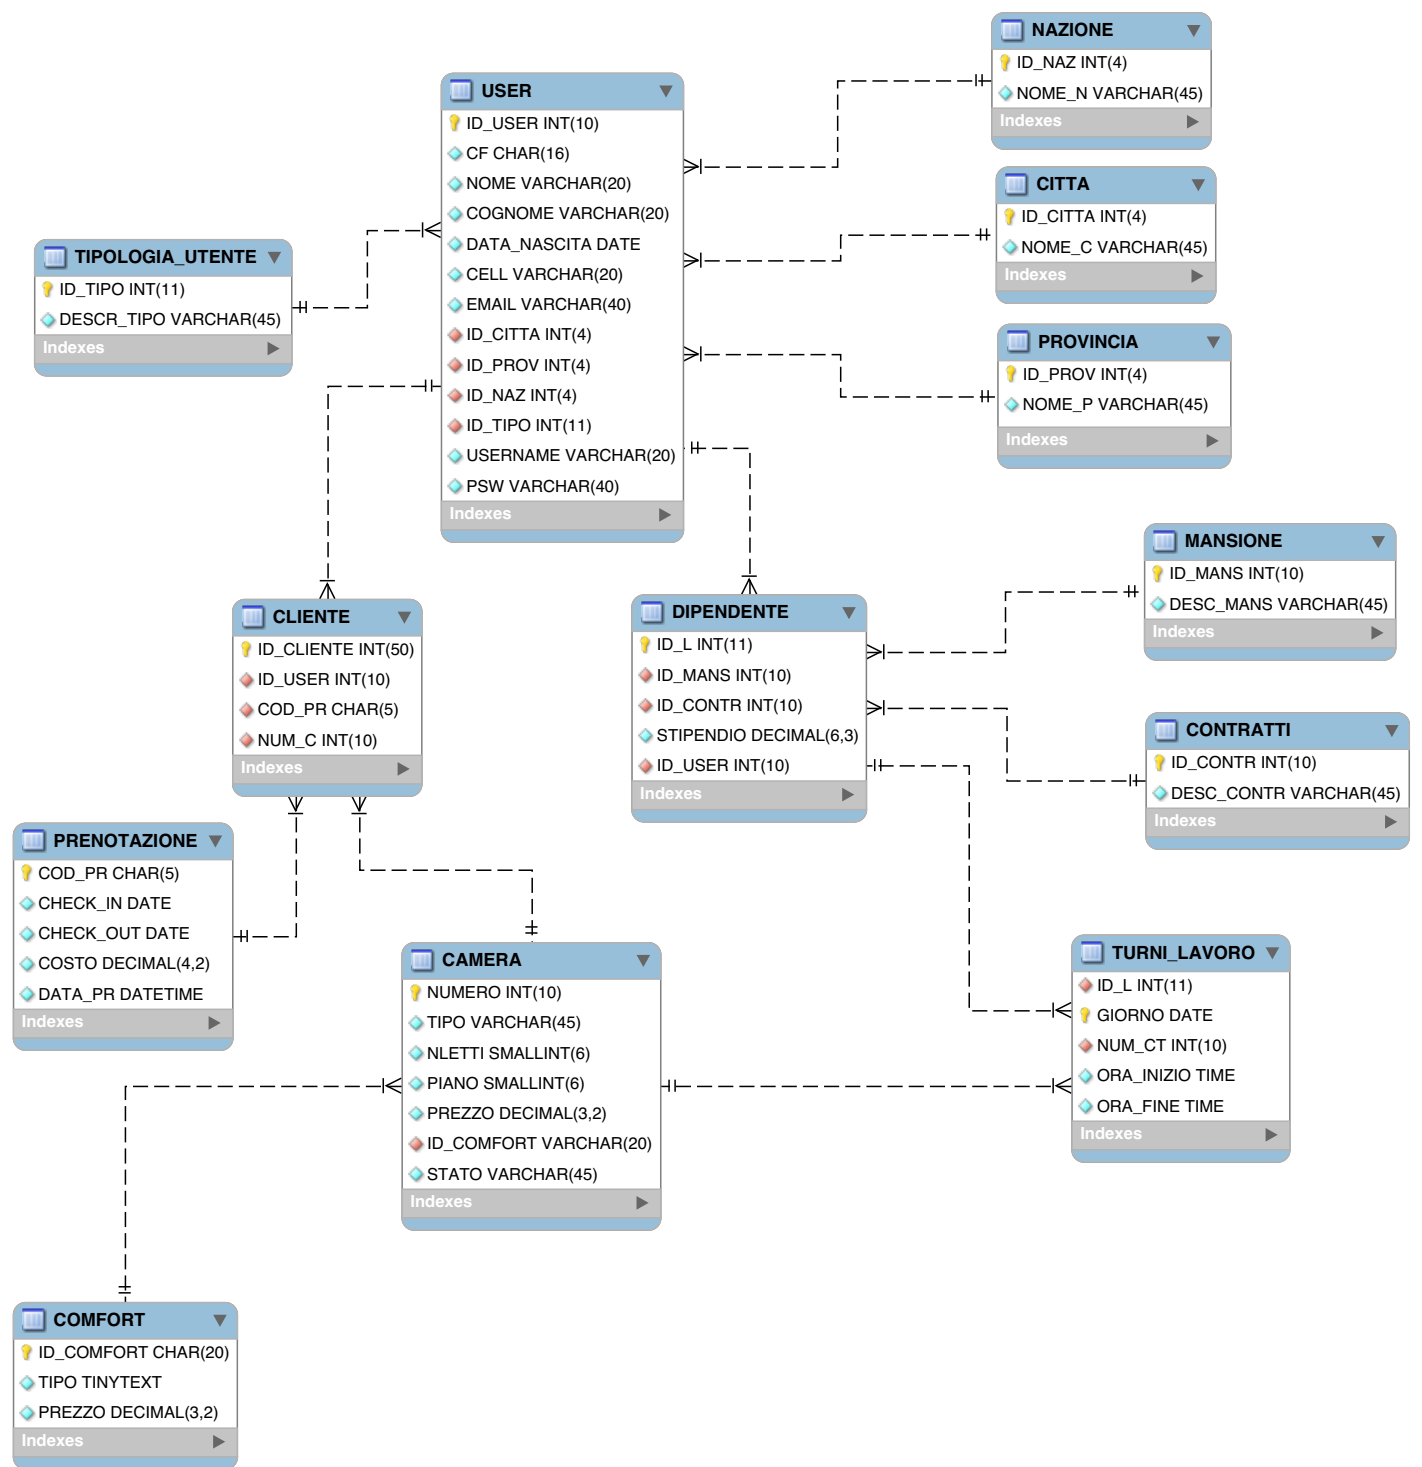 NAZIONE
ID_NAZ INT(4)
NOME_N VARCHAR(45)
Indexes
USER
ID_USER INT(10)
CF CHAR(16)
NOME VARCHAR(20)
COGNOME VARCHAR(20)
DATA_NASCITA DATE
CELL VARCHAR(20)
EMAIL VARCHAR(40)
ID_CITTA INT(4)
ID_PROV INT(4)
ID_NAZ INT(4)
ID_TIPO INT(11)
USERNAME VARCHAR(20)
PSW VARCHAR(40)
Indexes
CITTA
ID_CITTA INT(4)
NOME_C VARCHAR(45)
Indexes
TIPOLOGIA_UTENTE
ID_TIPO INT(11)
DESCR_TIPO VARCHAR(45)
Indexes
PROVINCIA
ID_PROV INT(4)
NOME_P VARCHAR(45)
Indexes
MANSIONE
ID_MANS INT(10)
DESC_MANS VARCHAR(45)
Indexes
CLIENTE
ID_CLIENTE INT(50)
ID_USER INT(10)
COD_PR CHAR(5)
NUM_C INT(10)
Indexes
DIPENDENTE
ID_L INT(11)
ID_MANS INT(10)
ID_CONTR INT(10)
STIPENDIO DECIMAL(6,3)
ID_USER INT(10)
Indexes
CONTRATTI
ID_CONTR INT(10)
DESC_CONTR VARCHAR(45)
Indexes
PRENOTAZIONE
COD_PR CHAR(5)
CHECK_IN DATE
CHECK_OUT DATE
COSTO DECIMAL(4,2)
DATA_PR DATETIME
Indexes
CAMERA
NUMERO INT(10)
TIPO VARCHAR(45)
NLETTI SMALLINT(6)
PIANO SMALLINT(6)
PREZZO DECIMAL(3,2)
ID_COMFORT VARCHAR(20)
STATO VARCHAR(45)
Indexes
TURNI_LAVORO
ID_L INT(11)
GIORNO DATE
NUM_CT INT(10)
ORA_INIZIO TIME
ORA_FINE TIME
Indexes
COMFORT
ID_COMFORT CHAR(20)
TIPO TINYTEXT
PREZZO DECIMAL(3,2)
Indexes